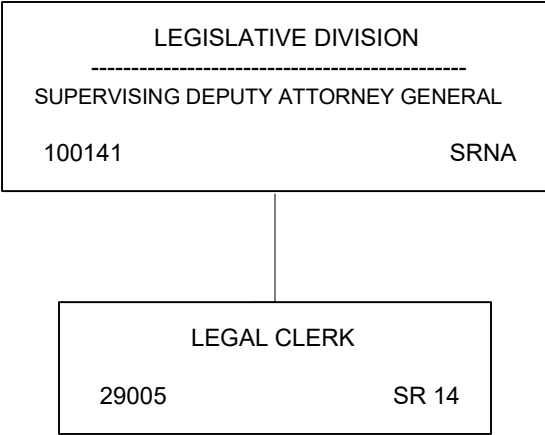 LEGISLATIVE DIVISION
-----------------------------------------------
SUPERVISING DEPUTY ATTORNEY GENERAL
100141 SRNA
LEGAL CLERK
29005 SR 14